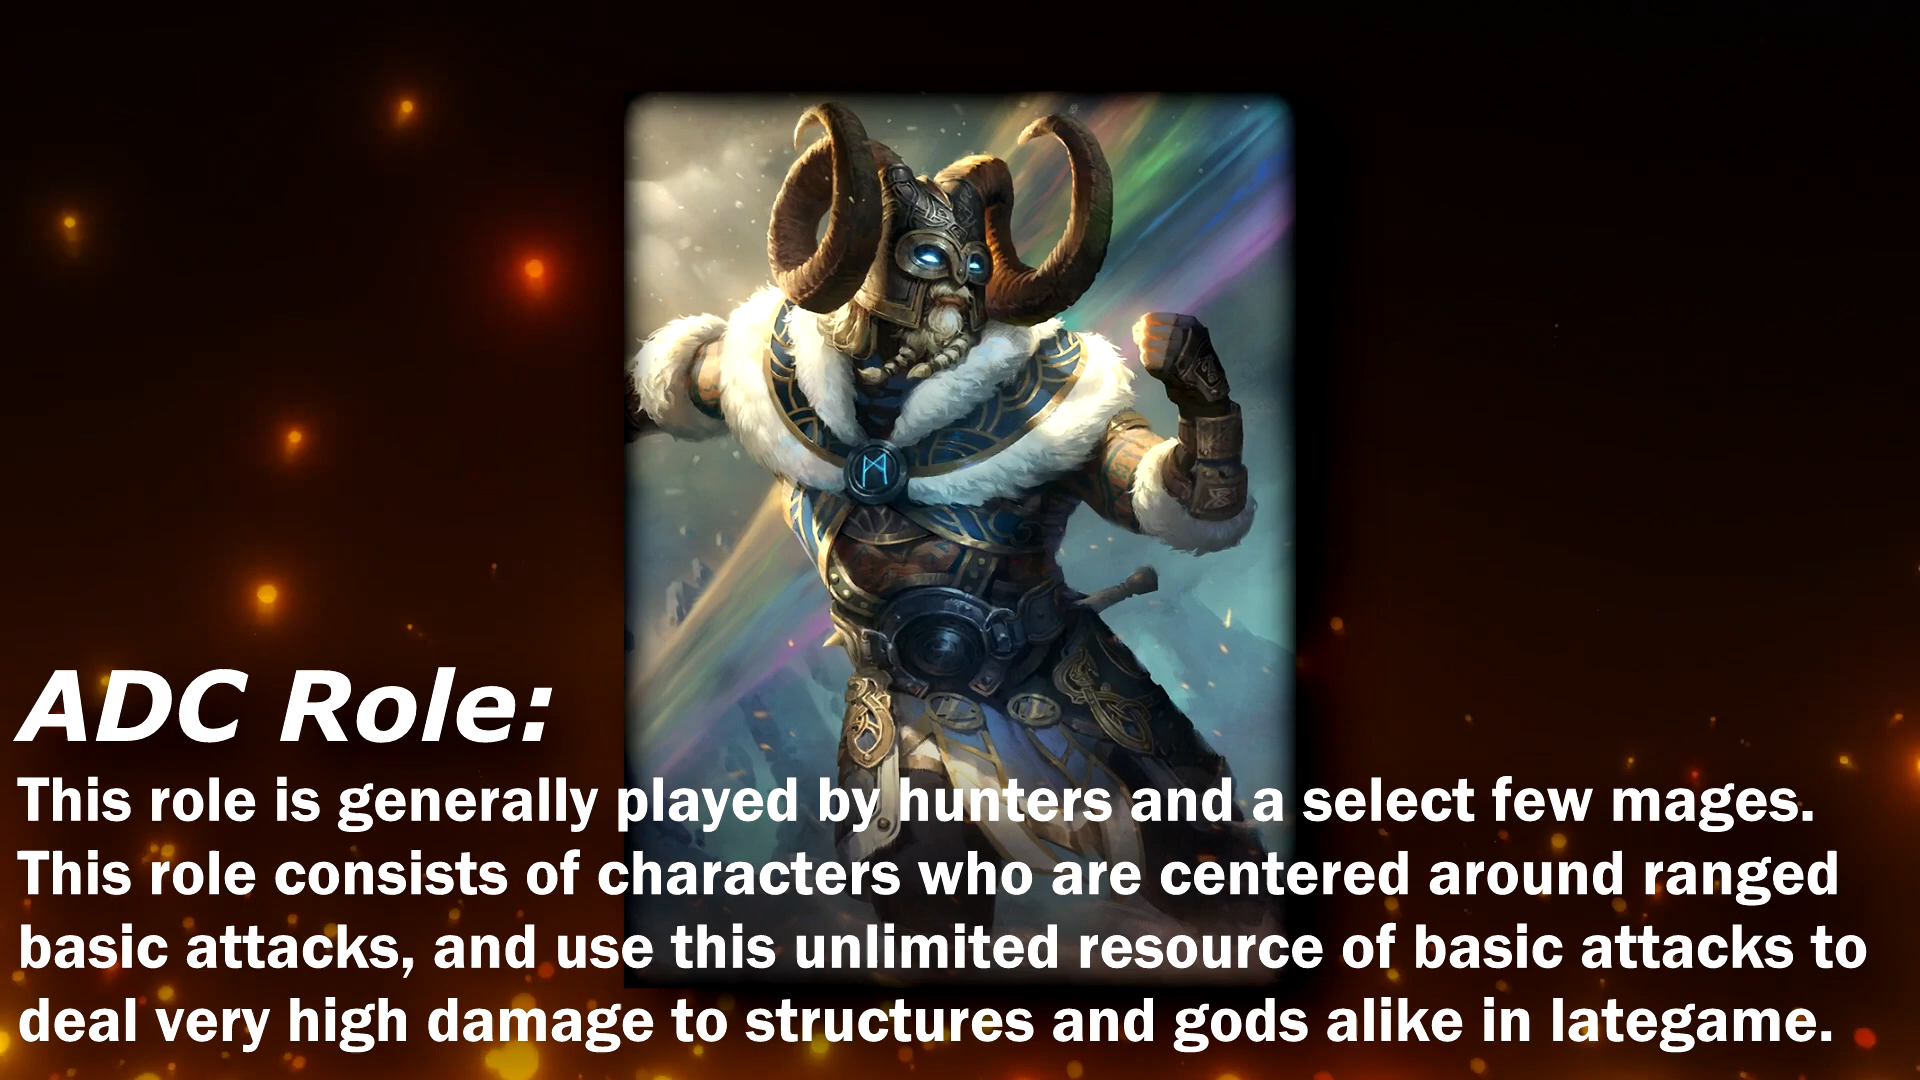 ADC Role:
This role is generally played by hunters and a select few mages.
This role consists of characters who are centered around ranged
basic attacks, and use this unlimited resource of basic attacks to
deal very high damage to structures and gods alike in lategame.